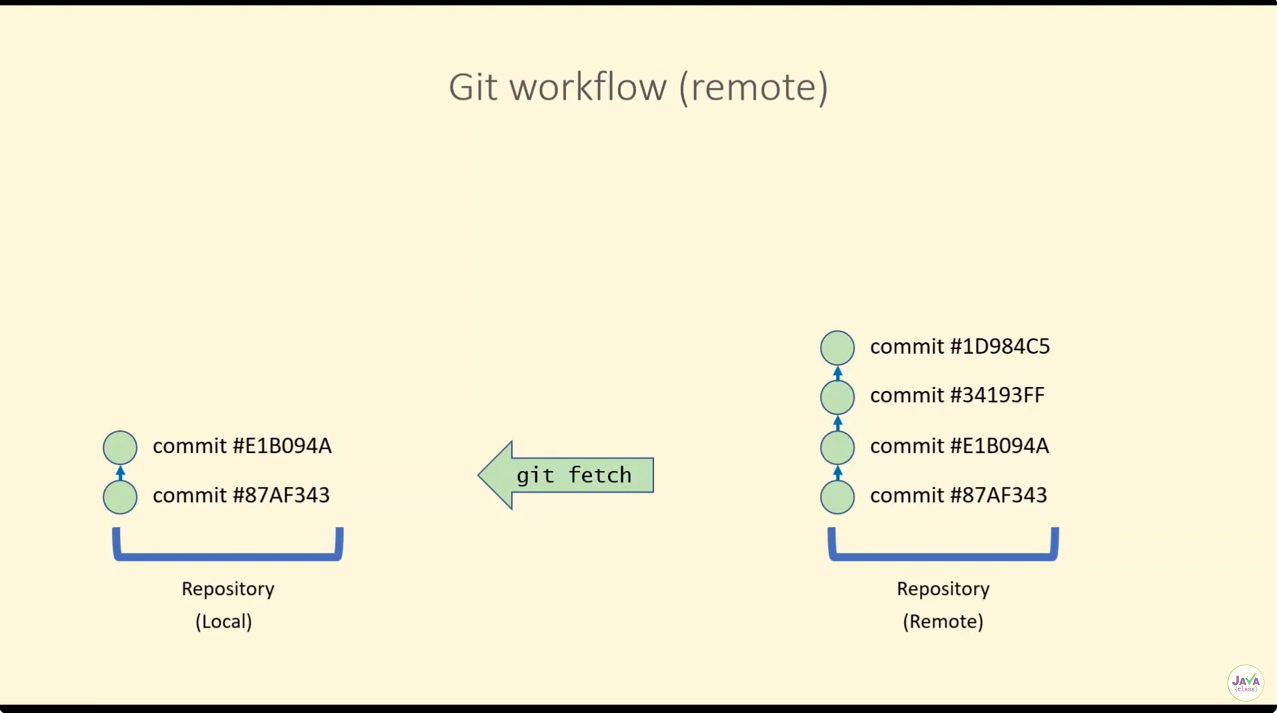 Git workflow (remote)
commit #1D984C5
commit #34193FF
commit #E1B094A
commit #E1B094A
git fetch
commit #87AF343
commit #87AF343
Repository
(Local)
Repository
(Remote)
JAVA
{class}